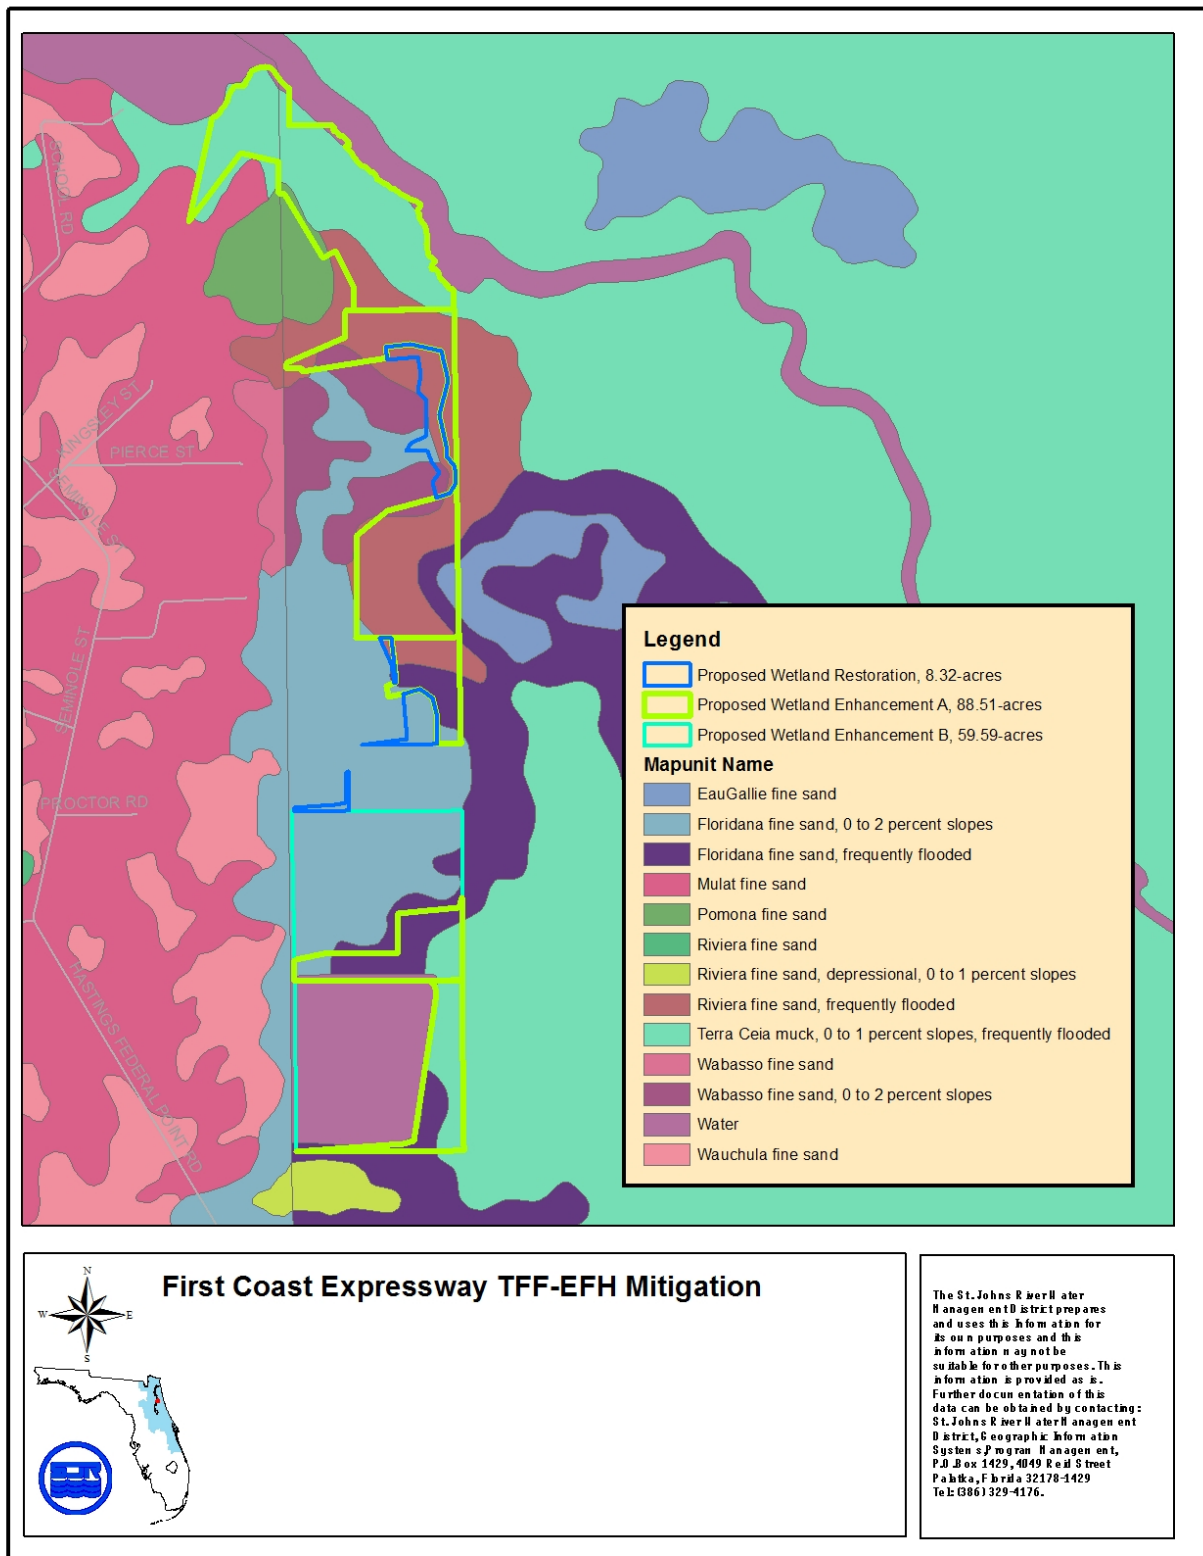 SCHOOL RD
KINGSLEY ST
PIERCE ST
SEMINOLE ST
SEMINOLE ST
PROCTOR RD
HASTINGS FEDERAL POINT RD
Legend
Proposed Wetland Restoration, 8.32-acres
Proposed Wetland Enhancement A, 88.51-acres
Proposed Wetland Enhancement B, 59.59-acres
Mapunit Name
EauGallie fine sand
Floridana fine sand, 0 to 2 percent slopes
Floridana fine sand, frequently flooded
Mulat fine sand
Pomona fine sand
Riviera fine sand
Riviera fine sand, depressional, 0 to 1 percent slopes
Riviera fine sand, frequently flooded
Terra Ceia muck, 0 to 1 percent slopes, frequently flooded
Wabasso fine sand
Wabasso fine sand, 0 to 2 percent slopes
Water
Wauchula fine sand
N
W E
S
First Coast Expressway TFF-EFH Mitigation
The St. Johns River Water
Management District prepares
and uses this information for
its own purposes and this
information may not be
suitable for other purposes. This
information is provided as is.
Further documentation of this
data can be obtained by contacting:
St. Johns River Water Management
District, Geographic Information
Systems, Program Management,
P.O. Box 1429, 4049 Reid Street
Palatka, Florida 32178-1429
Tel: (386) 329-4176.